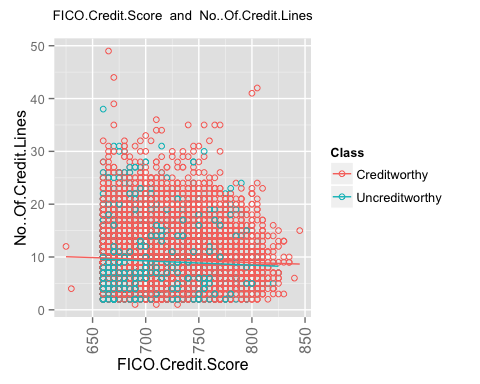 FICO.Credit.Score and No..Of.Credit.Lines
50
40
30
20
10
0
No..Of.Credit.Lines
650
700
750
800
850
FICO.Credit.Score
Class
Creditworthy
Uncreditworthy